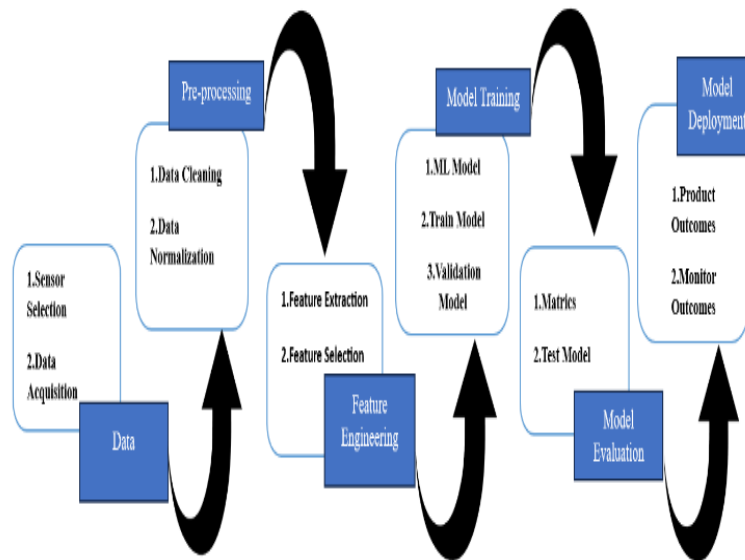 1.Sensor
Selection
2.Data
Acquisition
Data
Pre-processing
1.Data Cleaning
2.Data
Normalization
1.Feature Extraction
2.Feature Selection
Feature
Engineering
Model Training
1.ML Model
2.Train Model
3.Validation
Model
1.Matrics
2.Test Model
Model
Evaluation
Model
Deployment
1.Product
Outcomes
2.Monitor
Outcomes